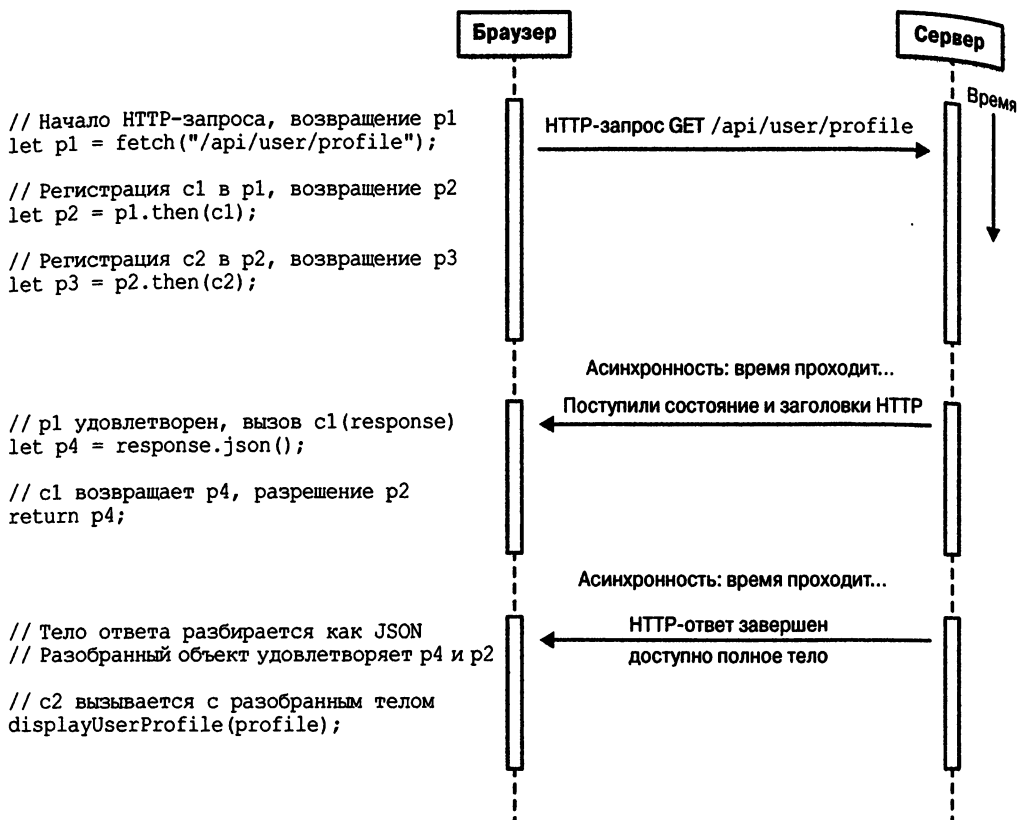 Браузер
Сервер
Время
// Начало HTTP-запроса, возвращение p1
let p1 = fetch("/api/user/profile");
HTTP-запрос GET /api/user/profile
// Регистрация c1 в p1, возвращение p2
let p2 = p1.then(c1);
// Регистрация c2 в p2, возвращение p3
let p3 = p2.then(c2);
Асинхронность: время проходит...
Поступили состояние и заголовки HTTP
// p1 удовлетворен, вызов c1(response)
let p4 = response.json();
// c1 возвращает p4, разрешение p2
return p4;
Асинхронность: время проходит...
HTTP-ответ завершен
доступно полное тело
// Тело ответа разбирается как JSON
// Разобранный объект удовлетворяет p4 и p2
// c2 вызывается с разобранным телом
displayUserProfile(profile);